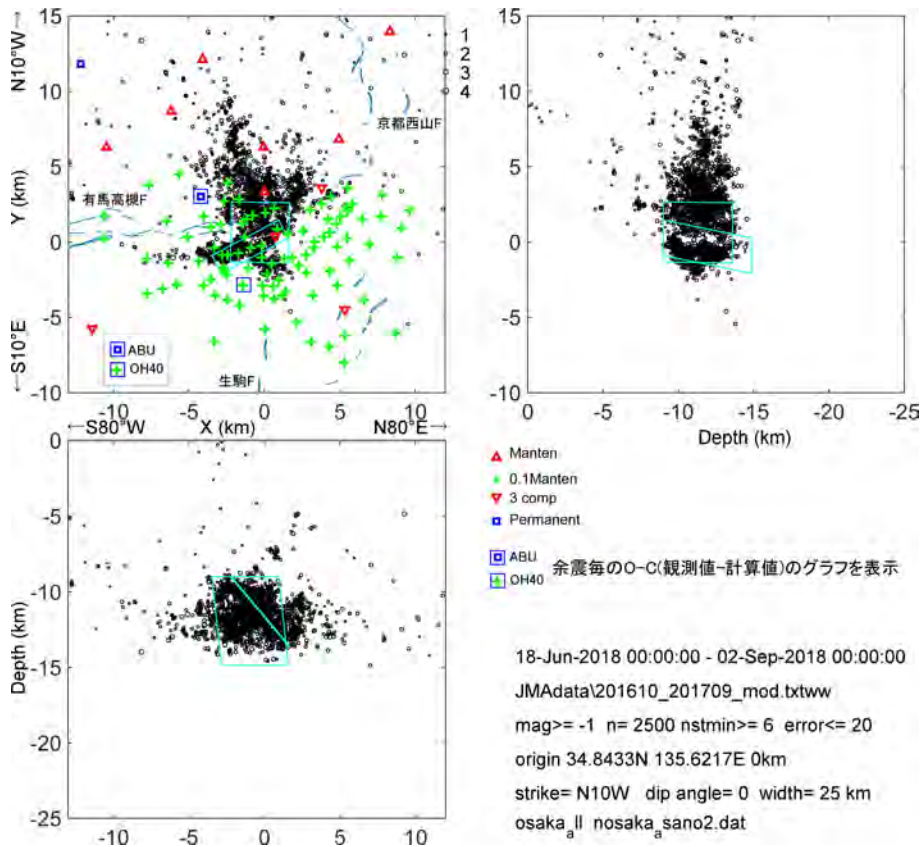 15
10
5
0
-5
-10
N10°W→
Y (km)
←S10°E
有馬高槻F
京都西山F
生駒F
ABU
OH40
1
2
3
4
-10
-5
0
5
10
←S80°W
X (km)
N80°E→
15
10
5
0
-5
-10
0
-5
-10
-15
-20
-25
Depth (km)
0
-5
-10
-15
-20
-25
Depth (km)
-10
-5
0
5
10
Manten
0.1Manten
3 comp
Permanent
ABU
OH40
余震毎のO-C(観測値-計算値)のグラフを表示
18-Jun-2018 00:00:00 - 02-Sep-2018 00:00:00
JMAdata\201610_201709_mod.txtww
mag>= -1 n= 2500 nstmin>= 6 error<= 20
origin 34.8433N 135.6217E 0km
strike= N10W dip angle= 0 width= 25 km
osakaall nosakaasano2.dat